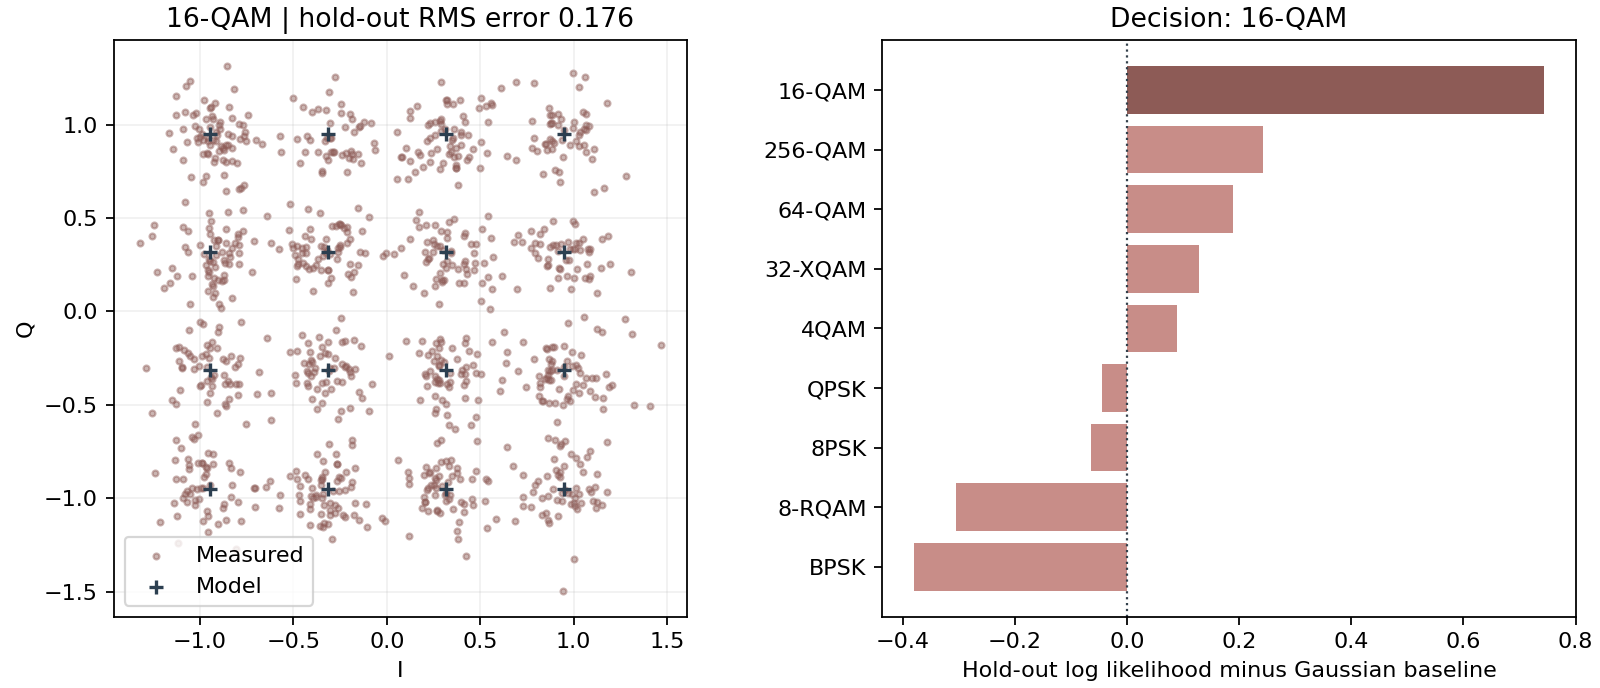 16-QAM | hold-out RMS error 0.176
1.0
0.5
0.0
−0.5
−1.0
−1.5
Q
Measured
Model
−1.0
−0.5
0.0
0.5
1.0
1.5
I
Decision: 16-QAM
16-QAM
256-QAM
64-QAM
32-XQAM
4QAM
QPSK
8PSK
8-RQAM
BPSK
−0.4
−0.2
0.0
0.2
0.4
0.6
0.8
Hold-out log likelihood minus Gaussian baseline